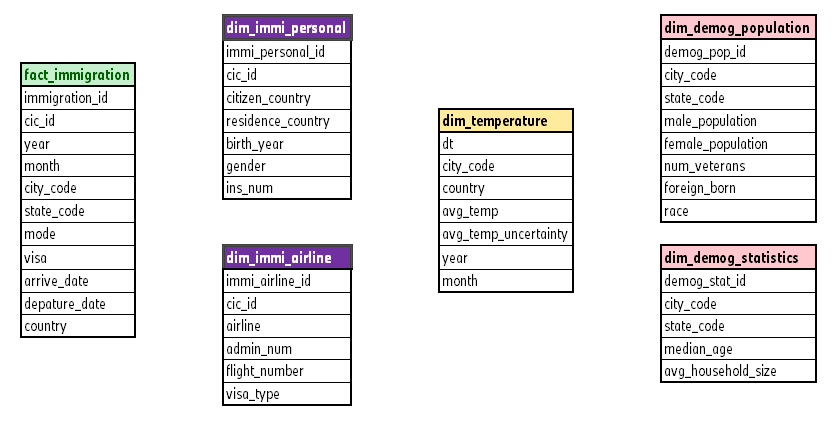 fact_immigration
immigration_id
cic_id
year
month
city_code
state_code
mode
visa
arrive_date
depature_date
country
dim_immi_personal
immi_personal_id
cic_id
citizen_country
residence_country
birth_year
gender
ins_num
dim_immi_airline
immi_airline_id
cic_id
airline
admin_num
flight_number
visa_type
dim_temperature
dt
city_code
country
avg_temp
avg_temp_uncertainty
year
month
dim_demog_population
demog_pop_id
city_code
state_code
male_population
female_population
num_veterans
foreign_born
race
dim_demog_statistics
demog_stat_id
city_code
state_code
median_age
avg_household_size